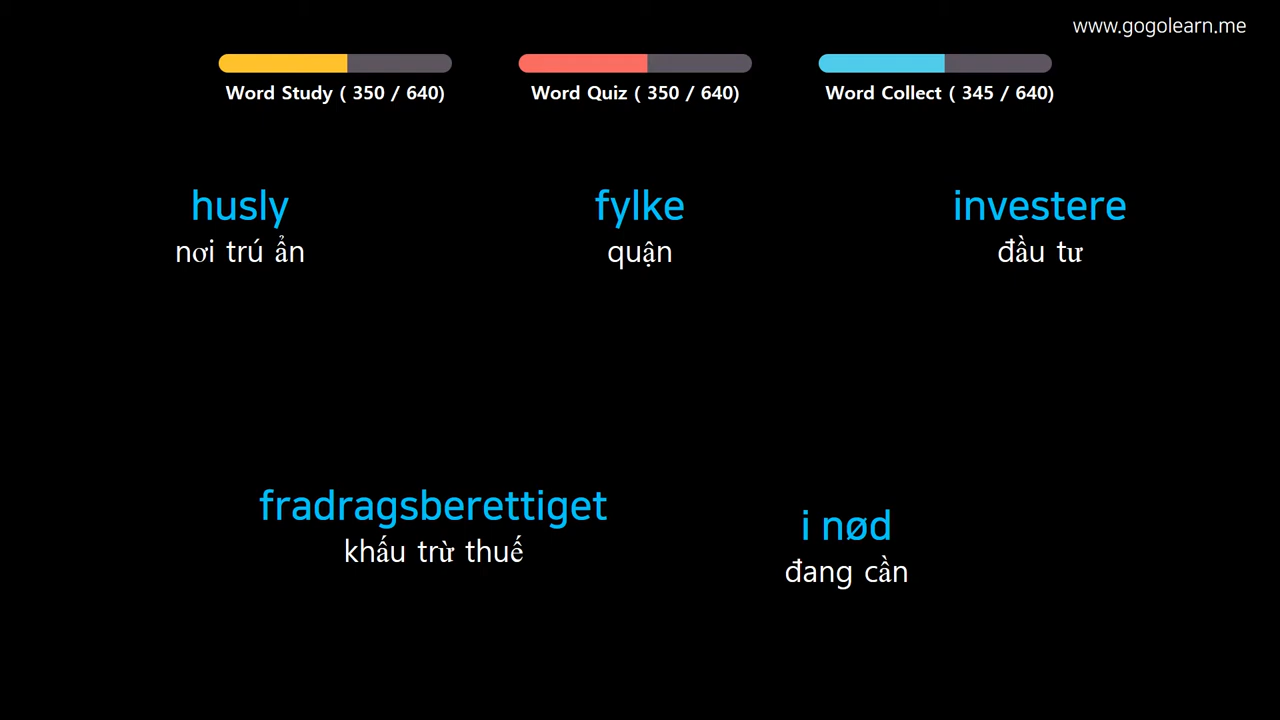 www.gogolearn.me
Word Study ( 350 / 640)
Word Quiz ( 350 / 640)
Word Collect ( 345 / 640)
husly
nơi trú ẩn
fylke
quận
investere
đầu tư
fradragsberettiget
khấu trừ thuế
i nød
đang cần